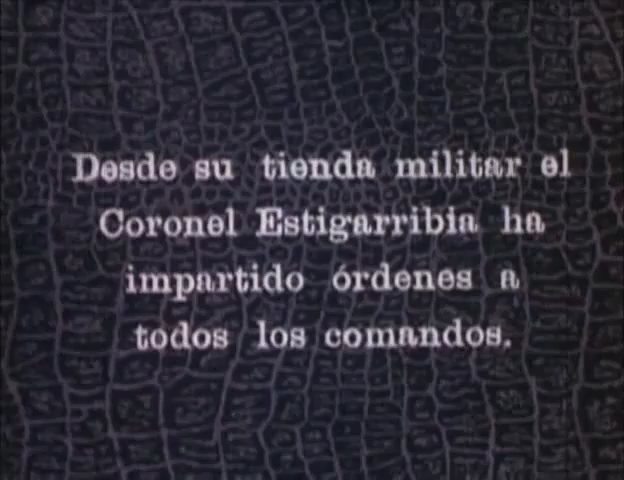 Desde su tienda militar el
Coronel Estigarribia ha
impartido órdenes a
todos los comandos.